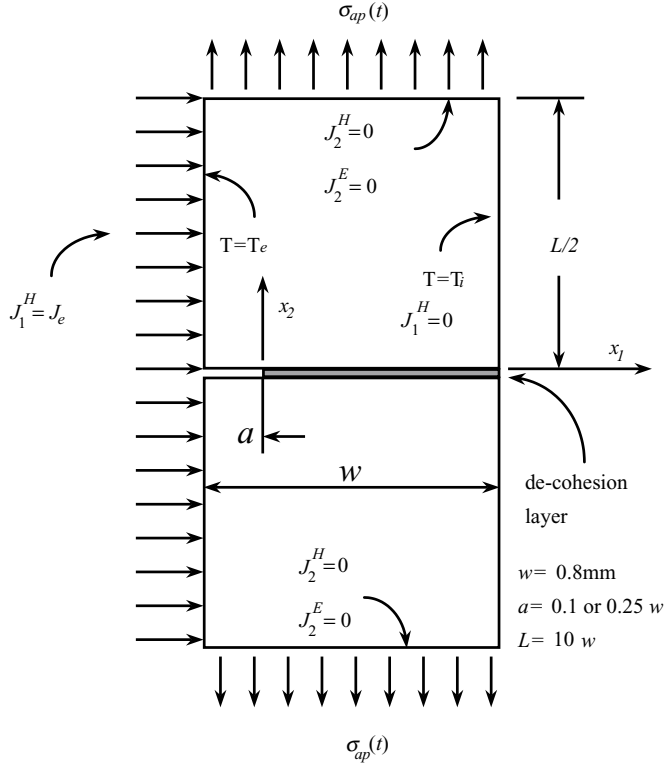 σ_ap(t)
J_2^H=0
J_2^E=0
T=T_e
L/2
T=T_i
x_2
J_1^H=J_e
J_1^H=0
x_1
a
w
de-cohesion
layer
J_2^H=0
w= 0.8mm
a= 0.1 or 0.25 w
J_2^E=0
L= 10 w
σ_ap(t)